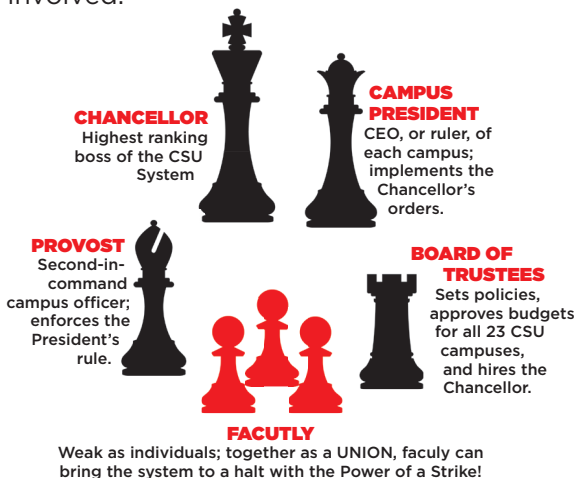 involved:
CHANCELLOR
Highest ranking
boss of the CSU
System
CAMPUS
PRESIDENT
CEO, or ruler, of
each campus;
implements the
Chancellor's
orders.
PROVOST
Second-in-
command
campus officer;
enforces the
President's
rule.
BOARD OF
TRUSTEES
Sets policies,
approves budgets
for all 23 CSU
campuses,
and hires the
Chancellor.
FACUTLY
Weak as individuals; together as a UNION, faculy can
bring the system to a halt with the Power of a Strike!